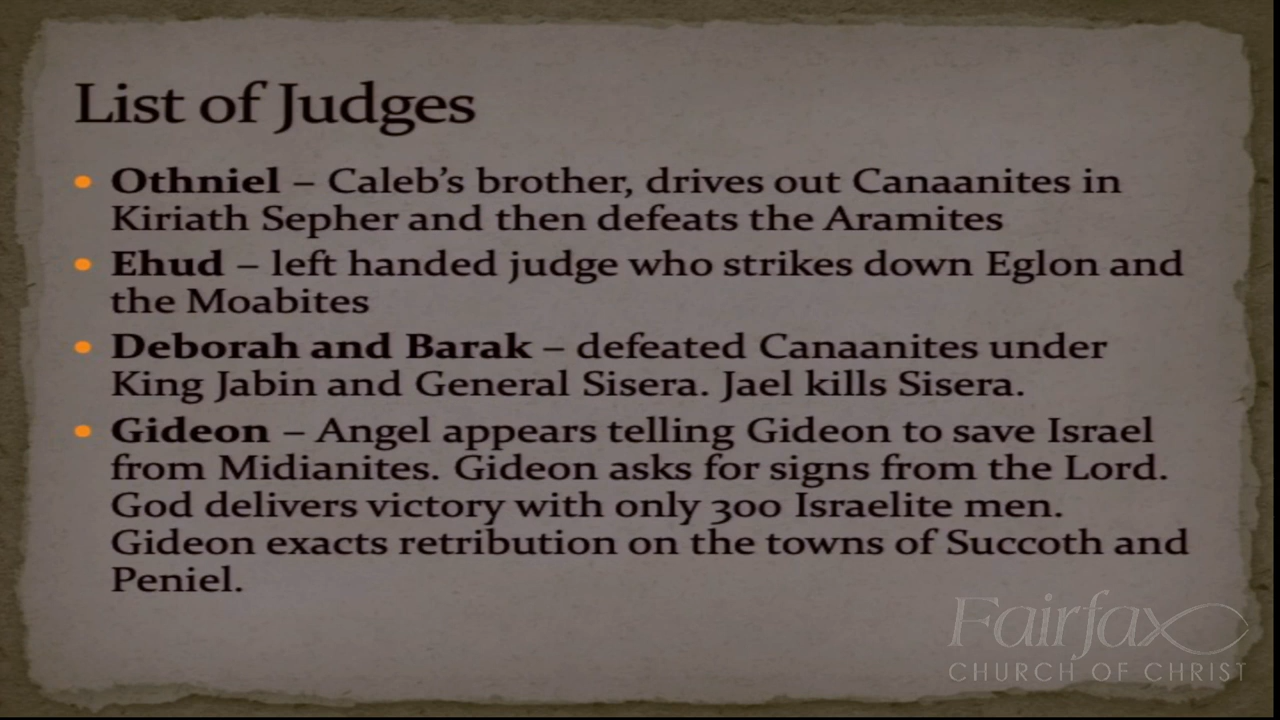 List of Judges
• Othniel – Caleb's brother, drives out Canaanites in
Kiriath Sepher and then defeats the Aramites
• Ehud – left handed judge who strikes down Eglon and
the Moabites
• Deborah and Barak – defeated Canaanites under
King Jabin and General Sisera. Jael kills Sisera.
• Gideon – Angel appears telling Gideon to save Israel
from Midianites. Gideon asks for signs from the Lord.
God delivers victory with only 300 Israelite men.
Gideon exacts retribution on the towns of Succoth and
Peniel.
Fairfax
CHURCH OF CHRIST